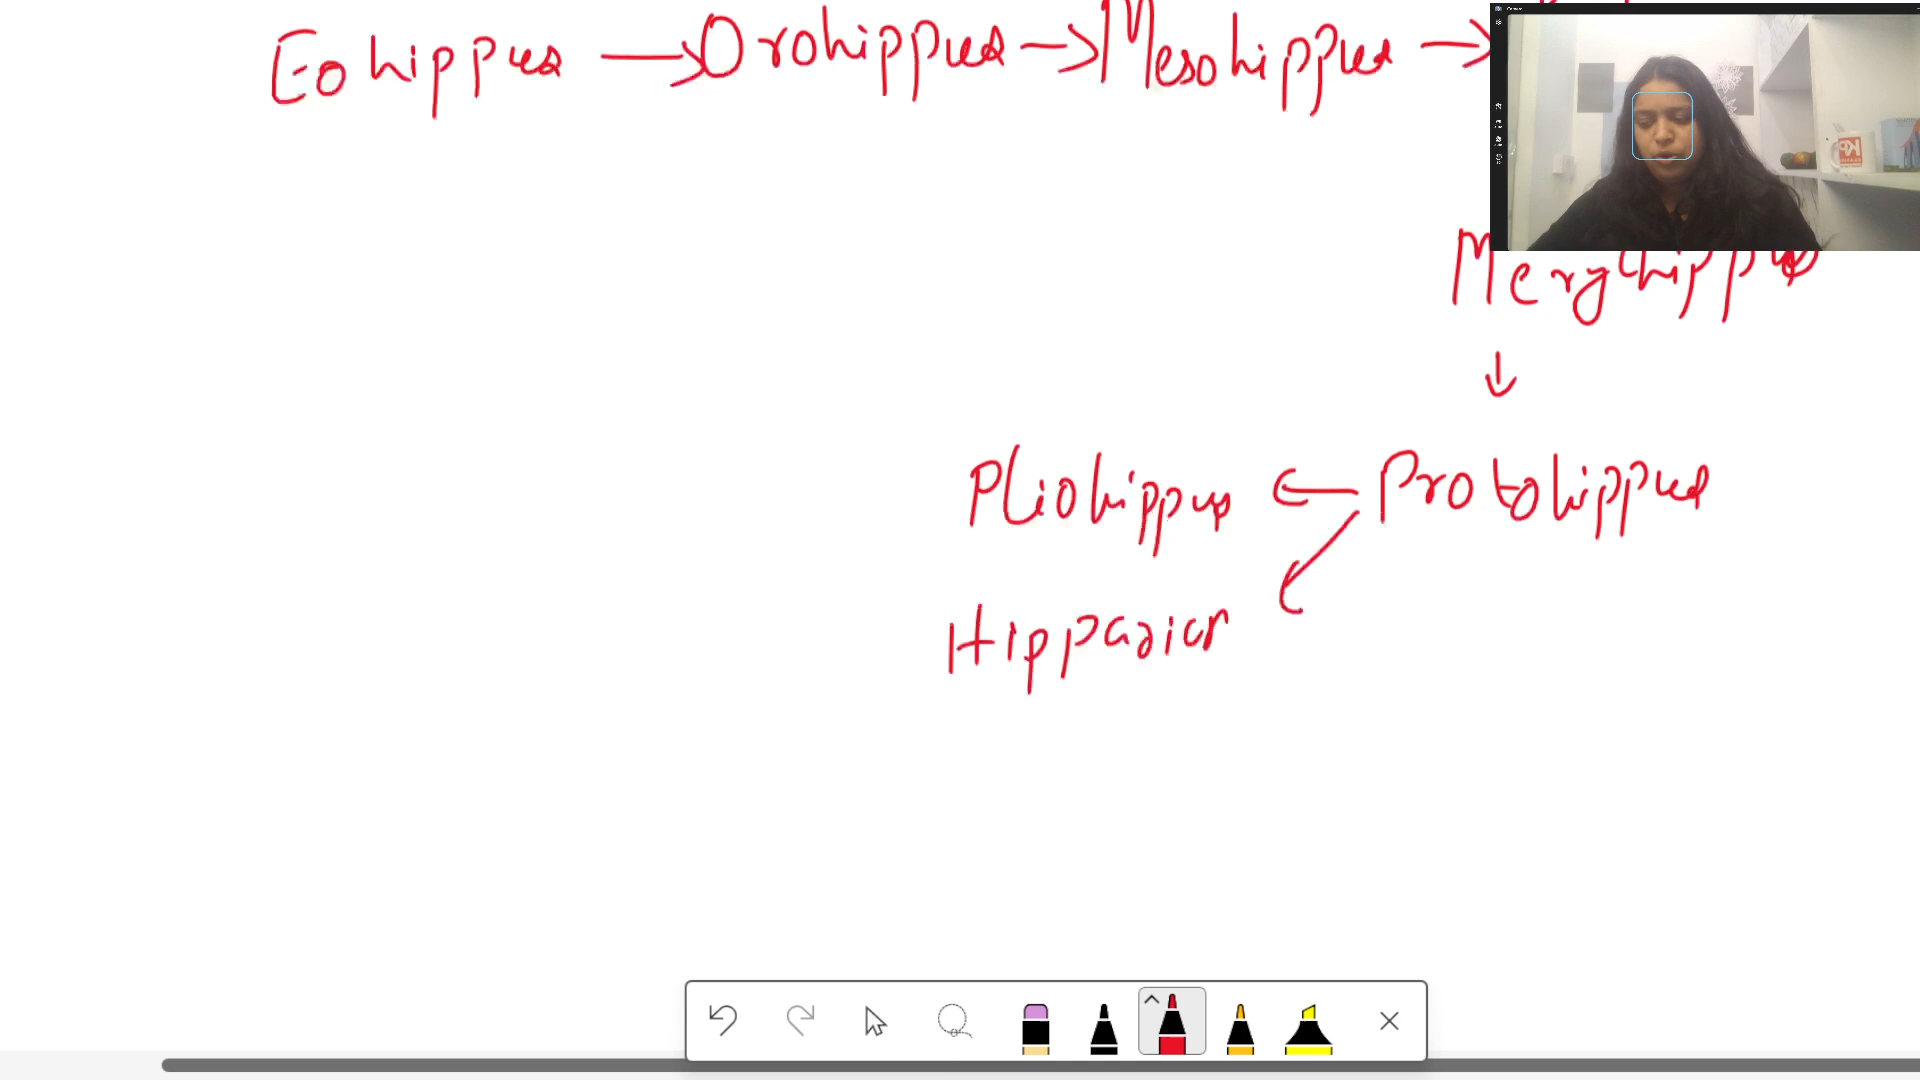 Eohippus → Orohippus → Mesohippus →
Merychippus
↓
Pliohippus ← Protohippus
Hipparion